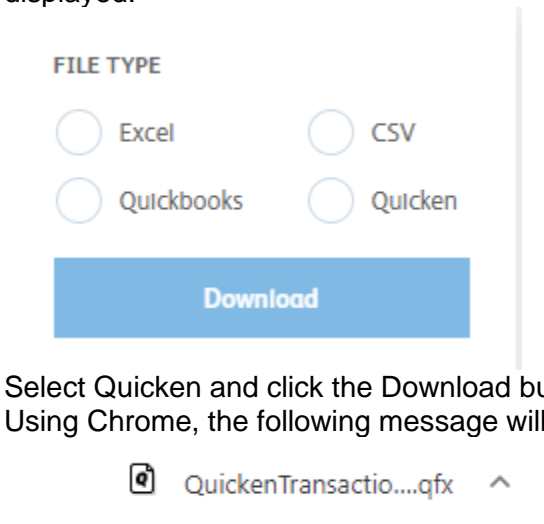 displayed.
FILE TYPE
Excel CSV
Quickbooks Quicken
Download
Select Quicken and click the Download bu
Using Chrome, the following message will
QuickenTransactio....qfx